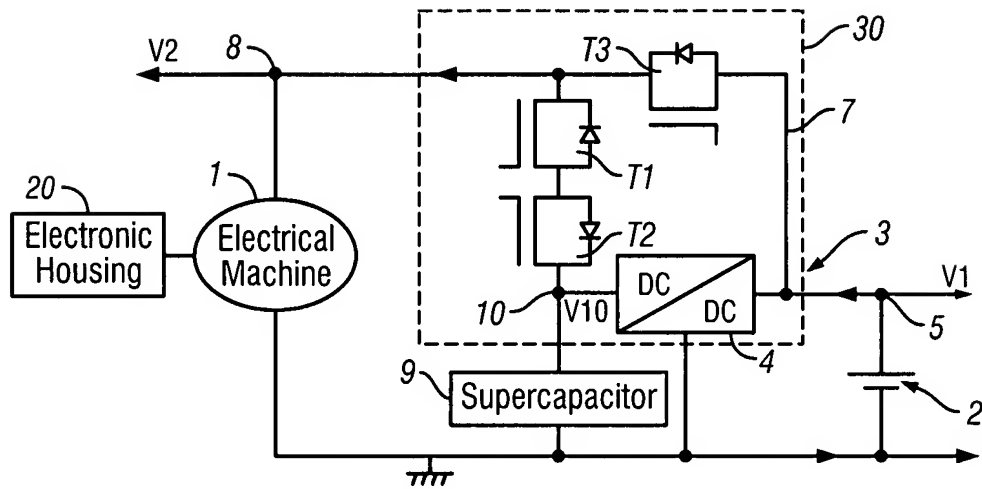 V2
8
T3
30
7
T1
20
1
Electronic
Housing
Electrical
Machine
T2
DC
DC
3
V1
10
V10
4
5
9
Supercapacitor
2